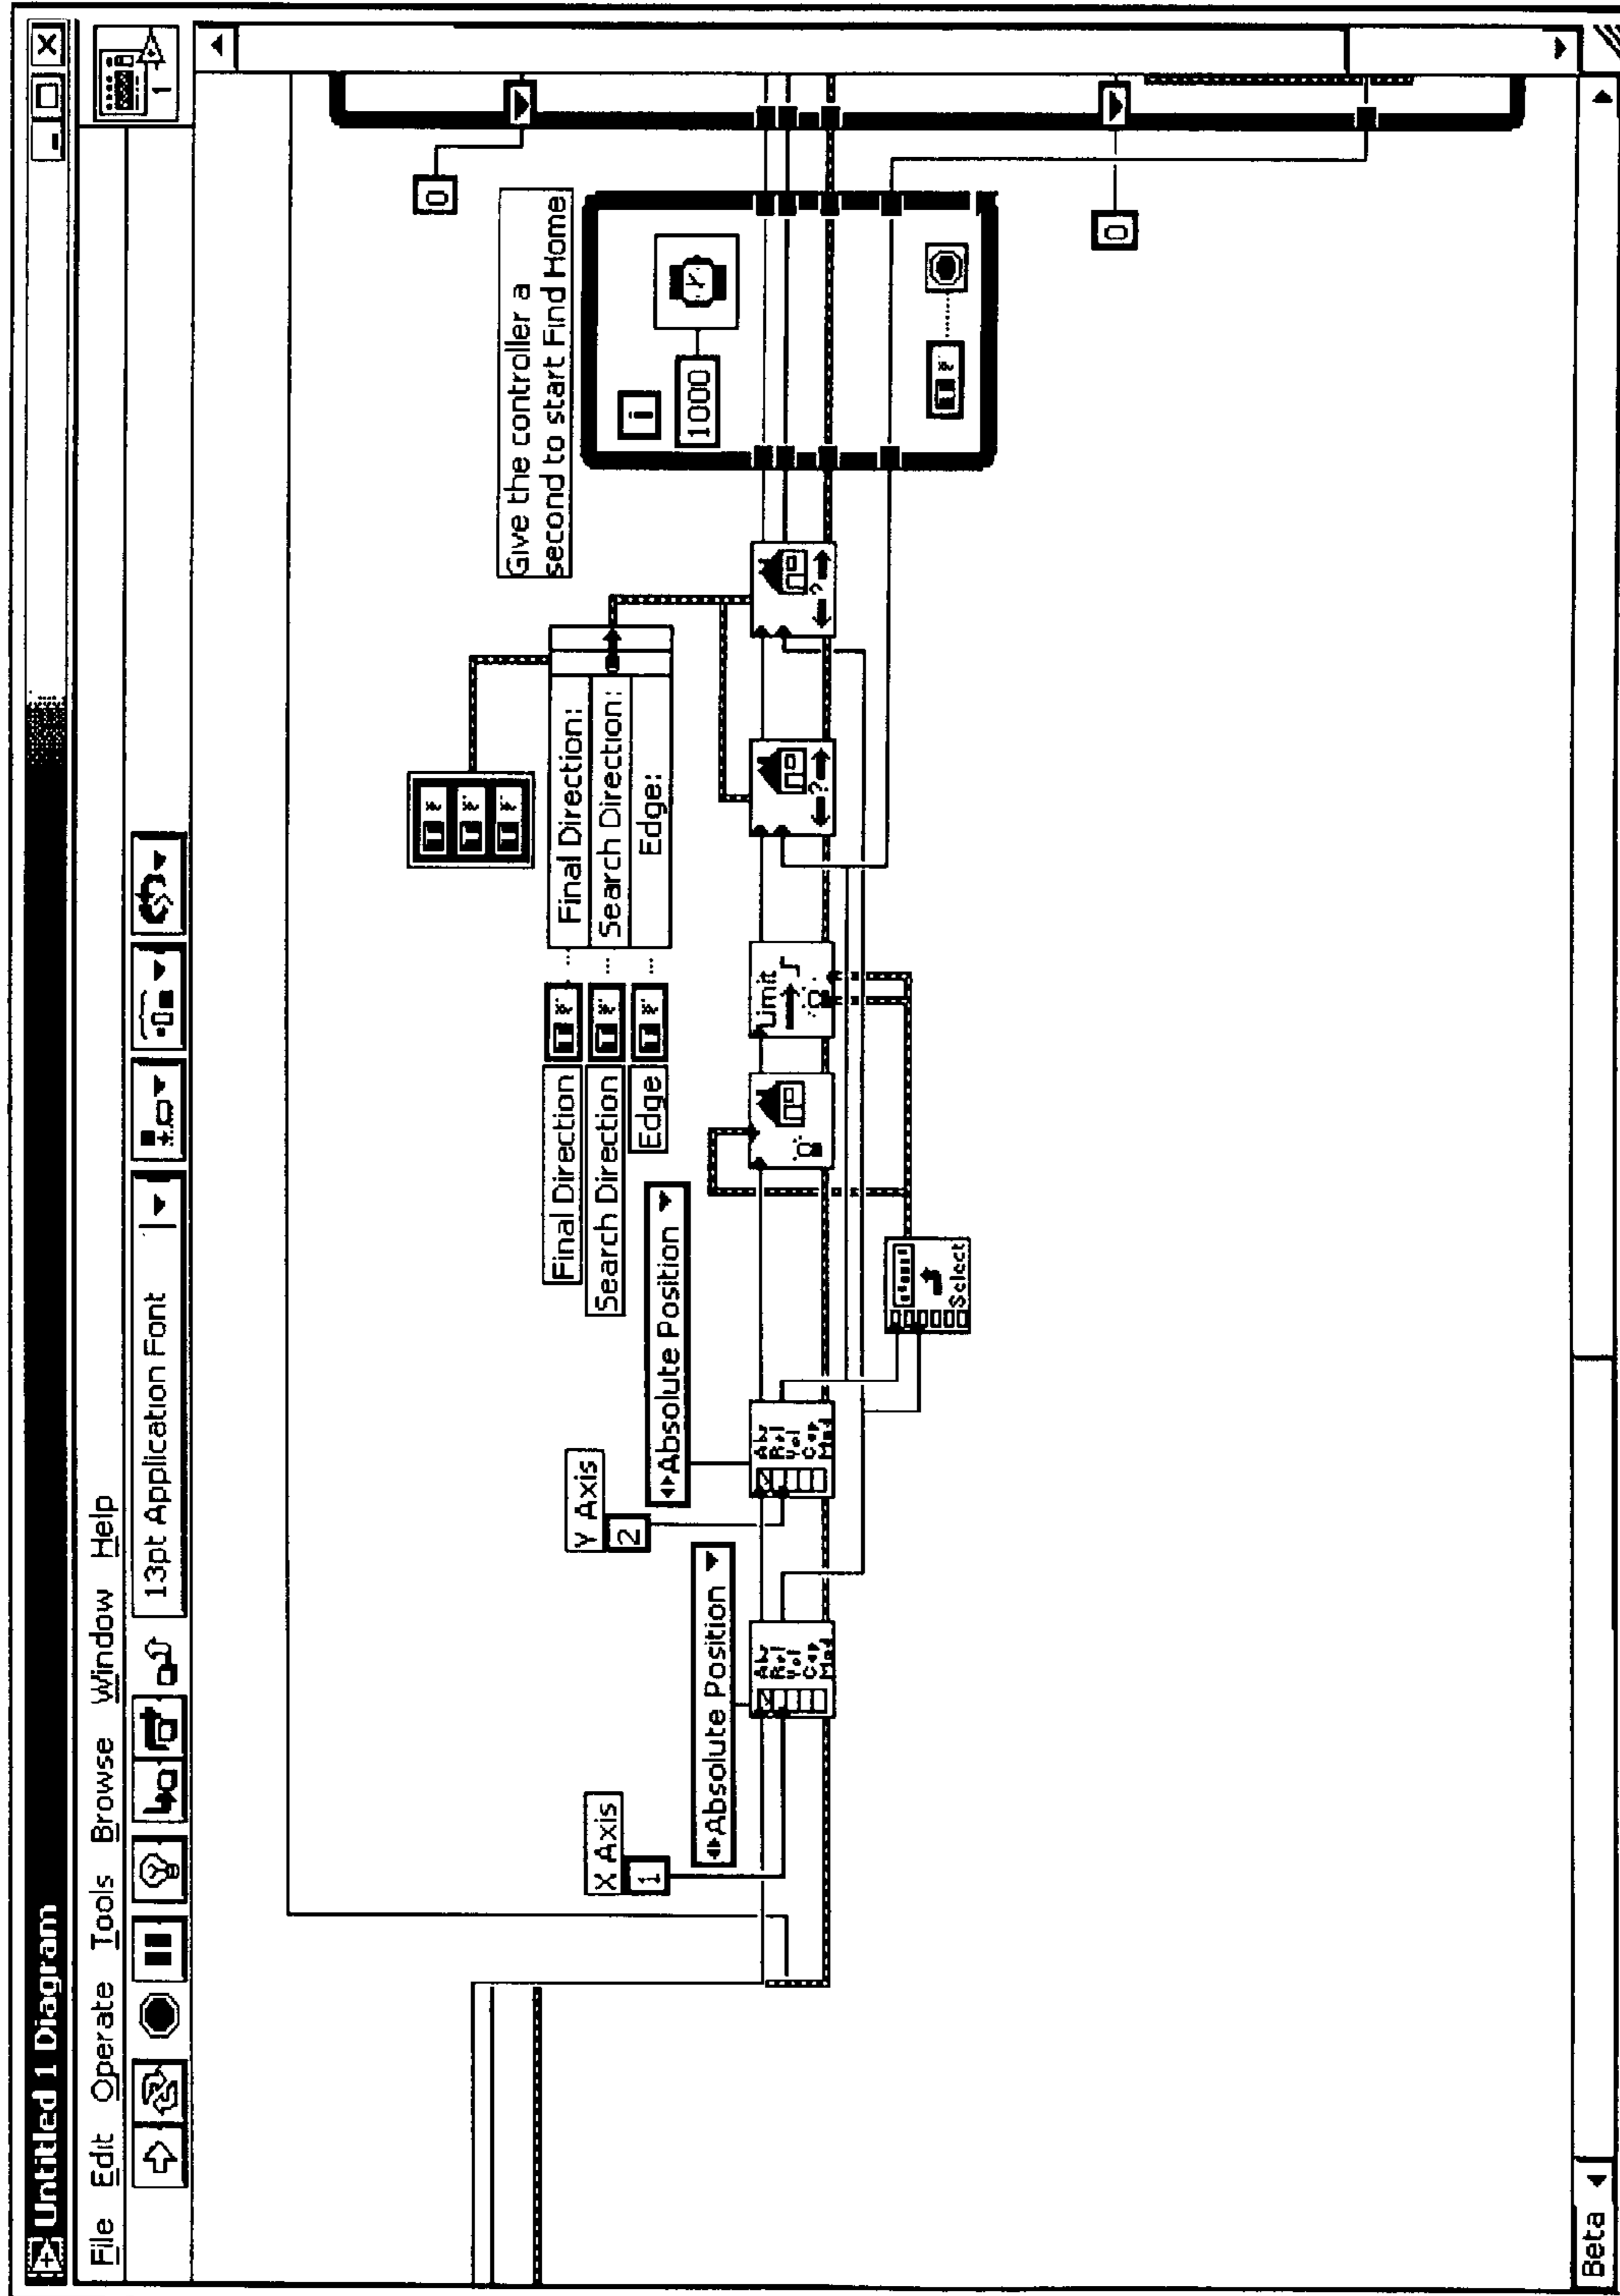 Untitled 1 Diagram
File Edit Operate Tools Browse Window Help
13pt Application Font
1
0
Give the controller a
second to start Find Home
i
1000
Final Direction
Search Direction
Edge
Final Direction:
Search Direction:
Edge:
X Axis
1
Absolute Position
Y Axis
2
Absolute Position
Limit
Select
0
Beta